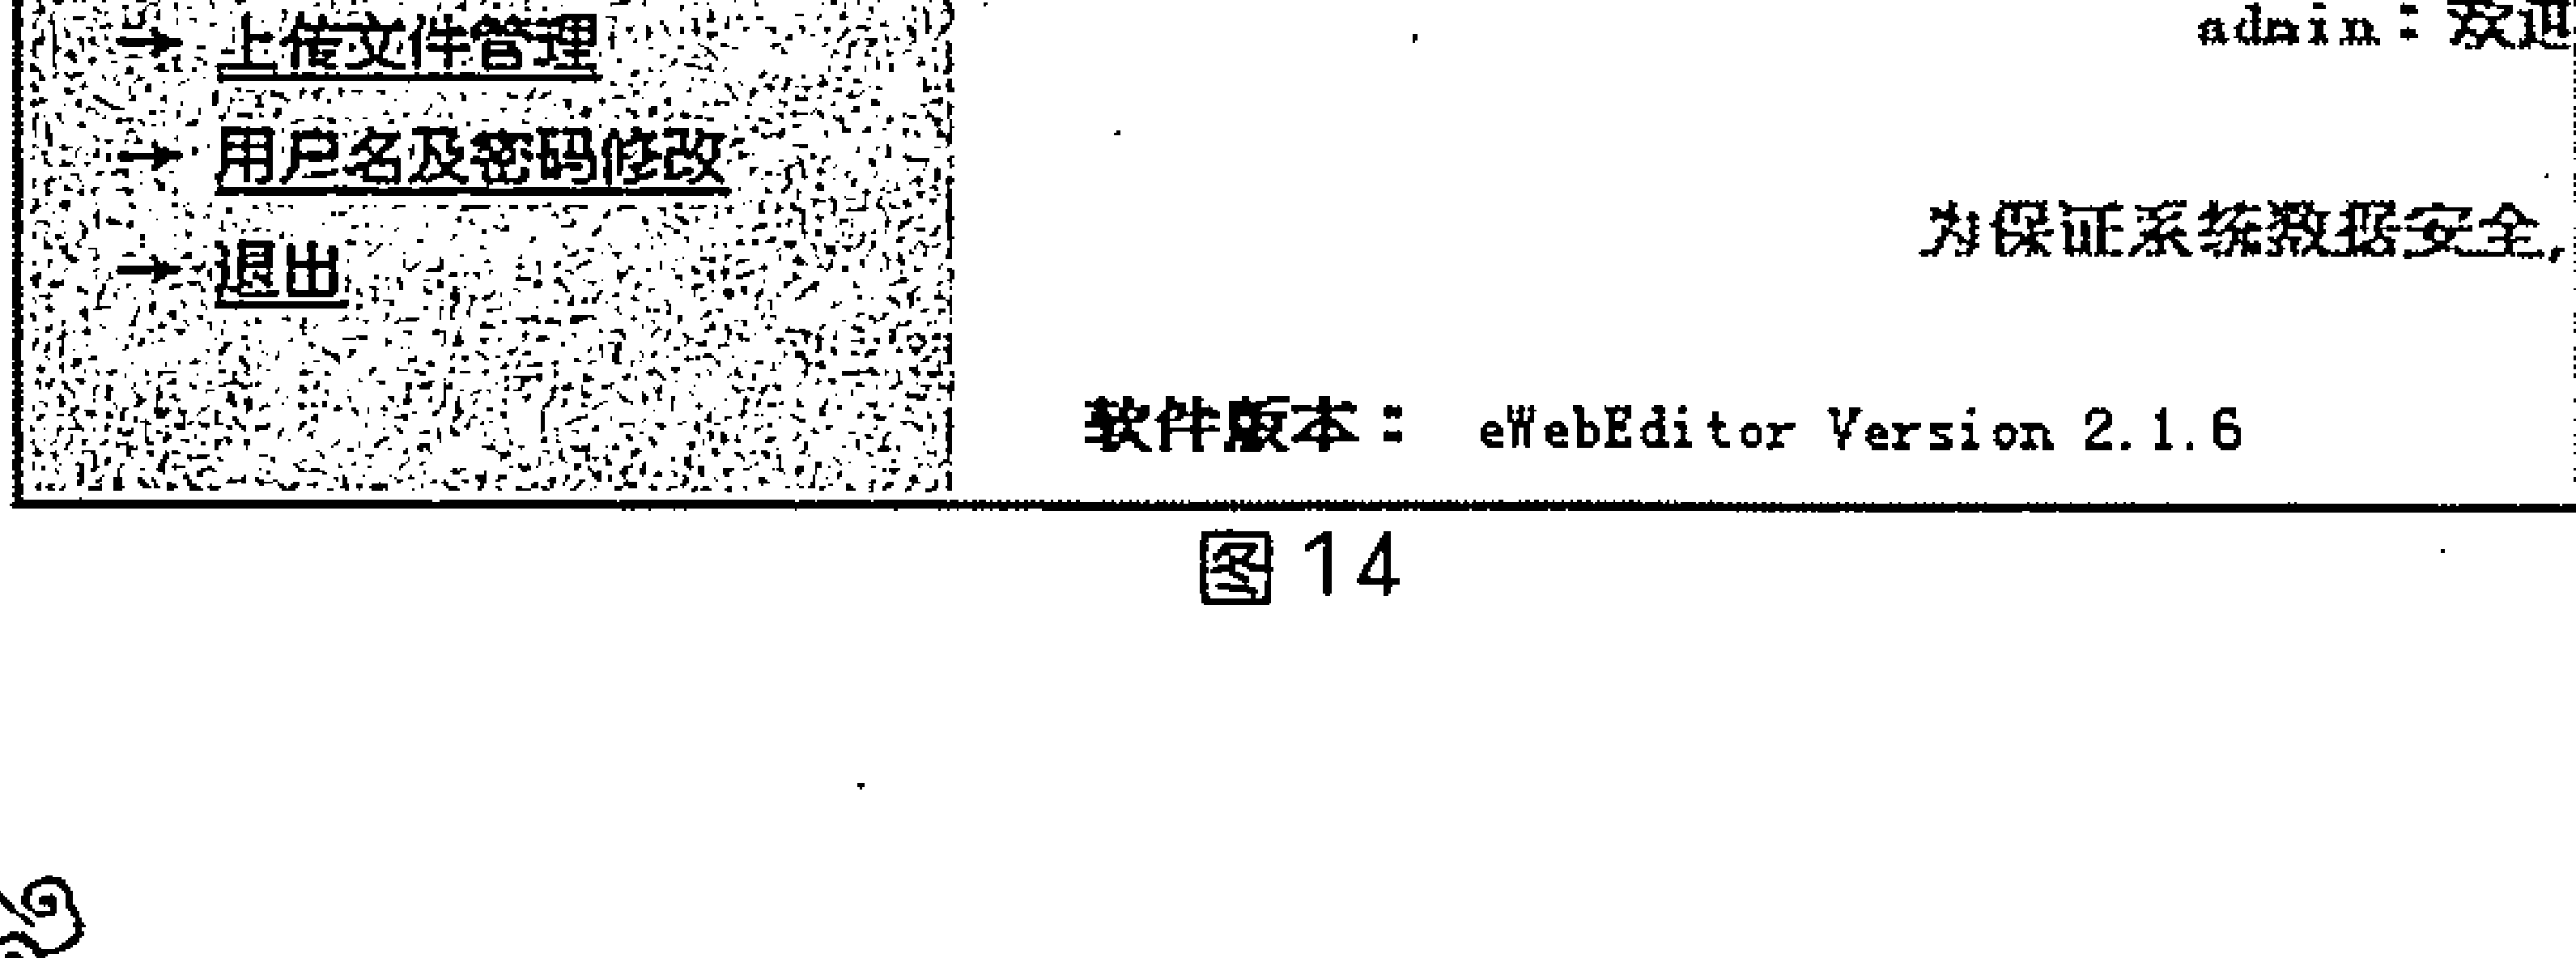 → 上传文件管理
admin：欢迎
→ 用户名及密码修改
为保证系统数据安全，
→ 退出
软件版本： eWebEditor Version 2.1.6
图14